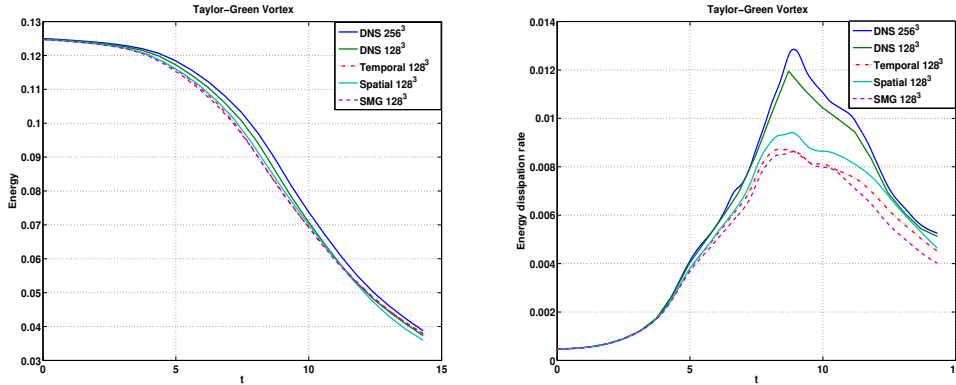 Taylor−Green Vortex
0.13
0.12
0.11
0.1
0.09
0.08
0.07
0.06
0.05
0.04
0.03
0
5
10
15
Energy
t
DNS 256³
DNS 128³
Temporal 128³
Spatial 128³
SMG 128³
Taylor−Green Vortex
0.014
0.012
0.01
0.008
0.006
0.004
0.002
0
0
5
10
15
Energy dissipation rate
t
DNS 256³
DNS 128³
Temporal 128³
Spatial 128³
SMG 128³